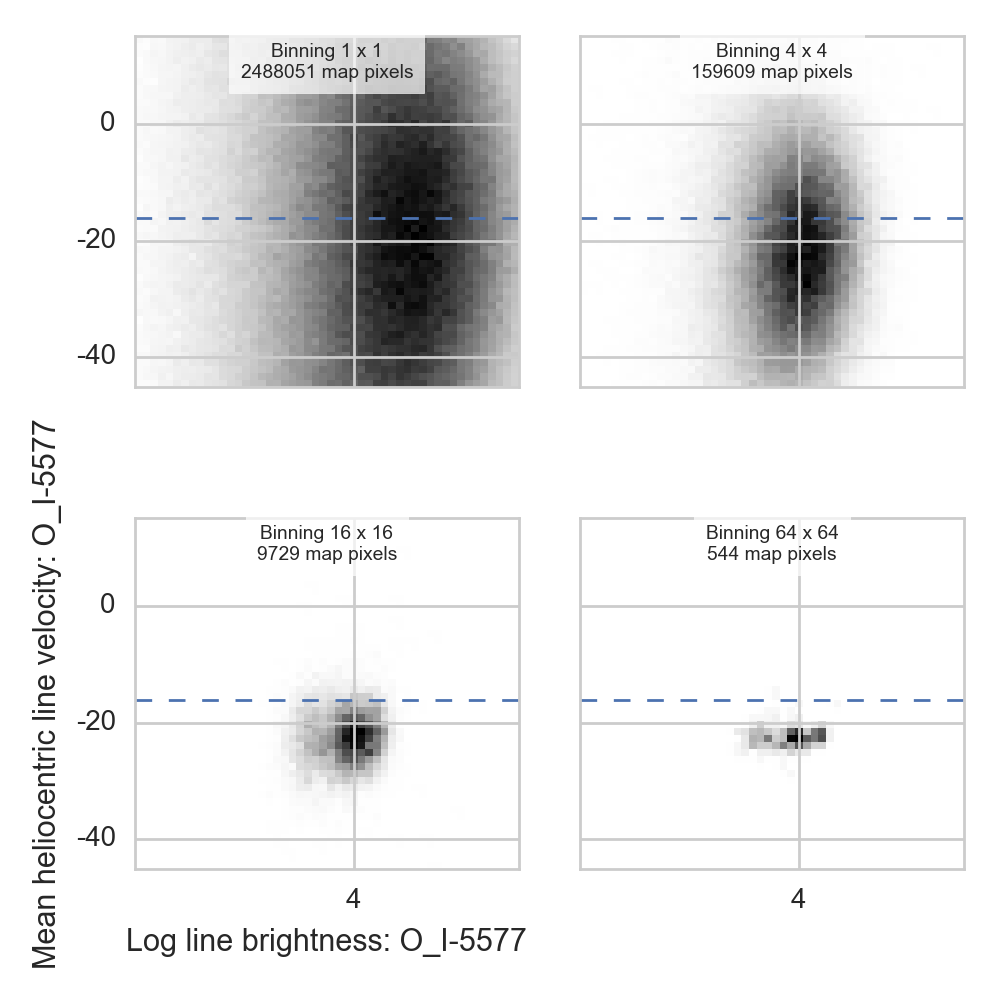 Binning 1 x 1
2488051 map pixels
Binning 4 x 4
159609 map pixels
0
-20
-40
Binning 16 x 16
9729 map pixels
Binning 64 x 64
544 map pixels
0
-20
-40
4
4
Mean heliocentric line velocity: O_I-5577
Log line brightness: O_I-5577